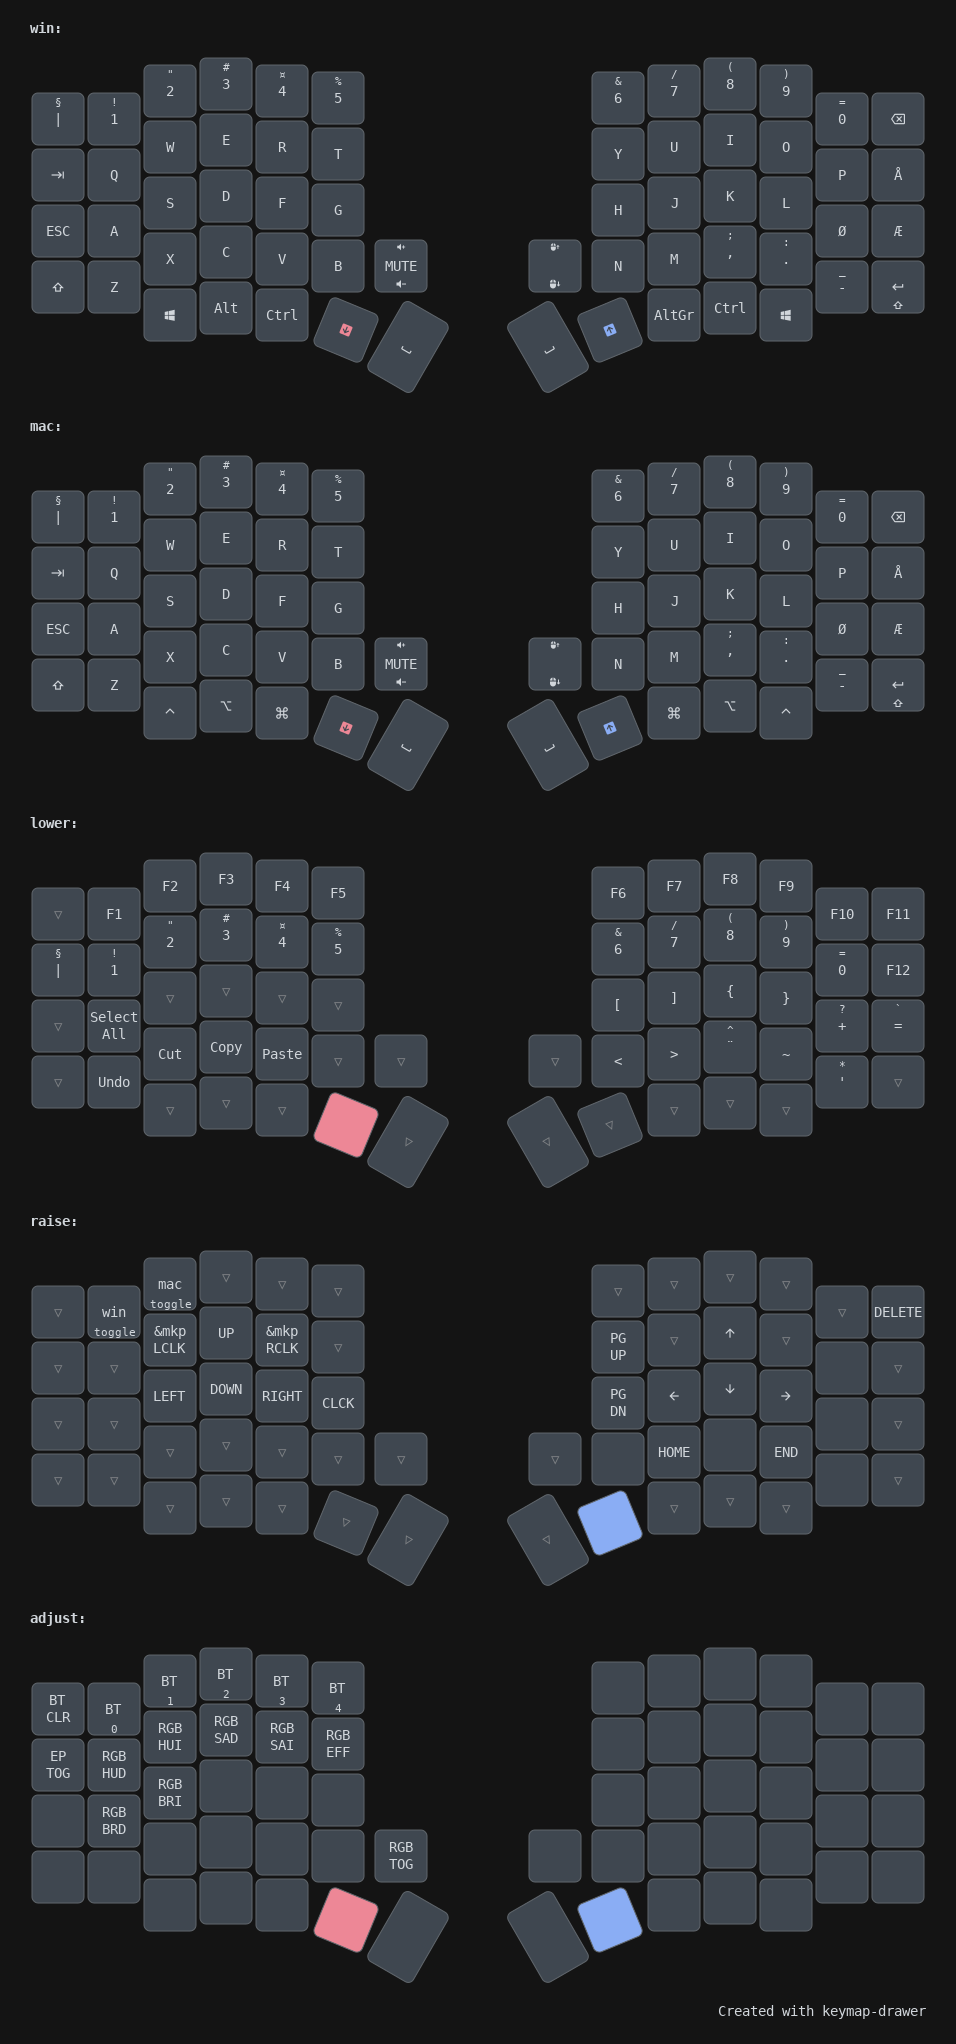 win:
§ ! " # ¤ % & / ( ) =
| 1 2 3 4 5 6 7 8 9 0 ⌫
⇥ Q W E R T Y U I O P Å
ESC A S D F G H J K L Ø Æ
; : _
⇧ Z X C V B MUTE N M , . - ↵
⇧
Alt Ctrl ⎵ ⎵ AltGr Ctrl
mac:
§ ! " # ¤ % & / ( ) =
| 1 2 3 4 5 6 7 8 9 0 ⌫
⇥ Q W E R T Y U I O P Å
ESC A S D F G H J K L Ø Æ
; : _
⇧ Z X C V B MUTE N M , . - ↵
⇧
^ ⌥ ⌘ ⎵ ⎵ ⌘ ⌥ ^
lower:
▽ F1 F2 F3 F4 F5 F6 F7 F8 F9 F10 F11
§ ! " # ¤ % & / ( ) =
| 1 2 3 4 5 6 7 8 9 0 F12
? `
▽ Select All ▽ ▽ ▽ ▽ [ ] { } + =
^ *
▽ Undo Cut Copy Paste ▽ ▽ ▽ < > ¨ ~ ' ▽
▽ ▽ ▽ ▷ ◁ ◁ ▽ ▽ ▽
raise:
▽ win mac ▽ ▽ ▽ ▽ ▽ ▽ ▽ ▽ DELETE
toggle toggle
▽ ▽ &mkp LCLK UP &mkp RCLK ▽ PG UP ▽ ↑ ▽ ▽
▽ ▽ LEFT DOWN RIGHT CLCK PG DN ← ↓ → ▽
▽ ▽ ▽ ▽ ▽ ▽ ▽ ▽ HOME END ▽
▽ ▽ ▽ ▷ ▷ ◁ ▽ ▽ ▽
adjust:
BT CLR BT 0 BT 1 BT 2 BT 3 BT 4
EP TOG RGB HUD RGB HUI RGB SAD RGB SAI RGB EFF
RGB BRD RGB BRI
RGB TOG
Created with keymap-drawer